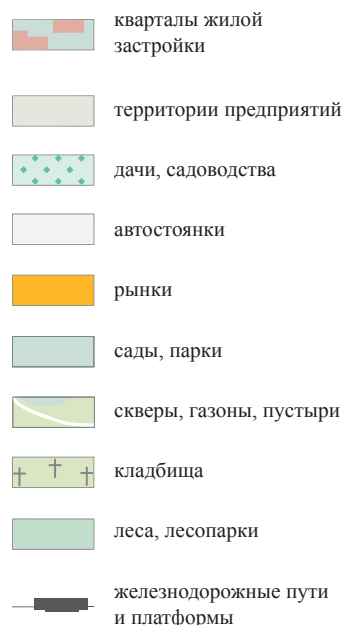 кварталы жилой
застройки
территории предприятий
дачи, садоводства
автостоянки
рынки
сады, парки
скверы, газоны, пустыри
кладбища
леса, лесопарки
железнодорожные пути
и платформы